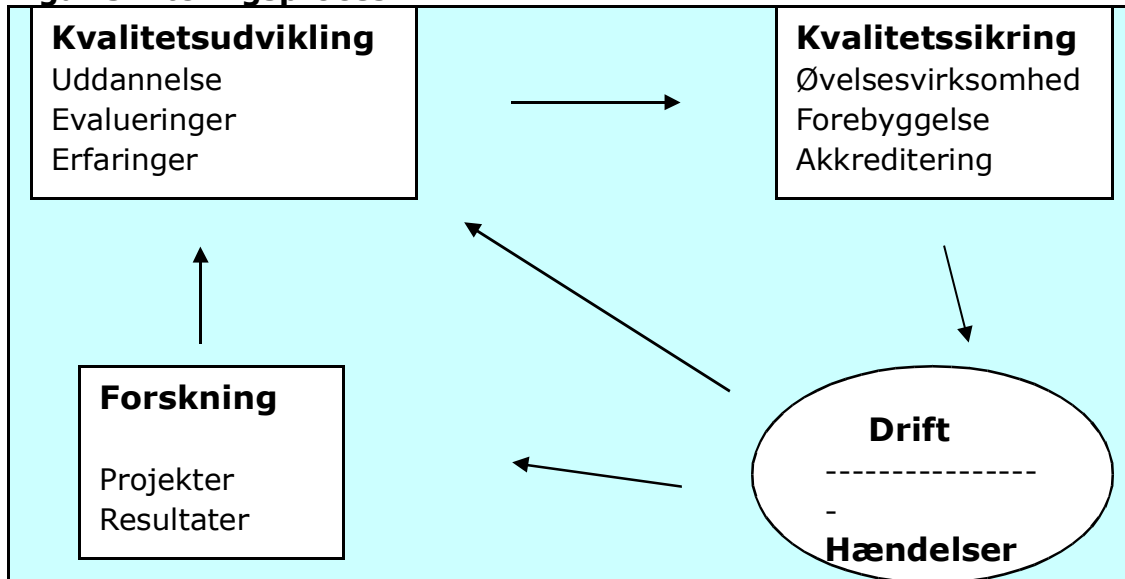 Kvalitetsudvikling
Uddannelse
Evalueringer
Erfaringer
Kvalitetssikring
Øvelsesvirksomhed
Forebyggelse
Akkreditering
Forskning
Projekter
Resultater
Drift
----------------
-
Hændelser